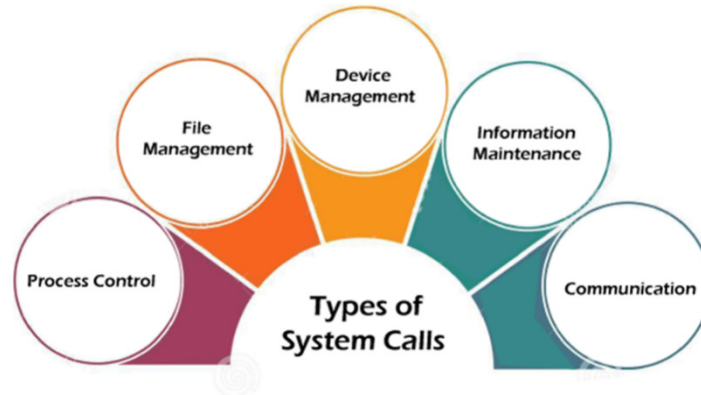 Device
Management
File
Management
Information
Maintenance
Process Control
Communication
Types of
System Calls